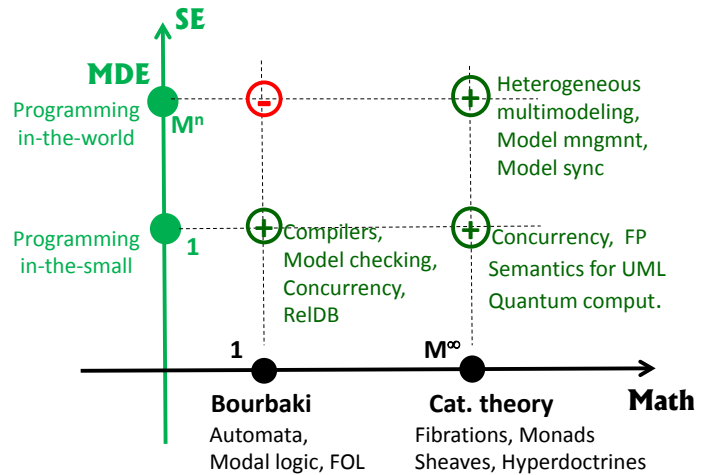 SE
MDE
Programming
in-the-world
Mⁿ
-
+
Heterogeneous
multimodeling,
Model mngmnt,
Model sync
Programming
in-the-small
1
+
Compilers,
Model checking,
Concurrency,
RelDB
+
Concurrency, FP
Semantics for UML
Quantum comput.
1
M∞
Bourbaki
Automata,
Modal logic, FOL
Cat. theory
Fibrations, Monads
Sheaves, Hyperdoctrines
Math